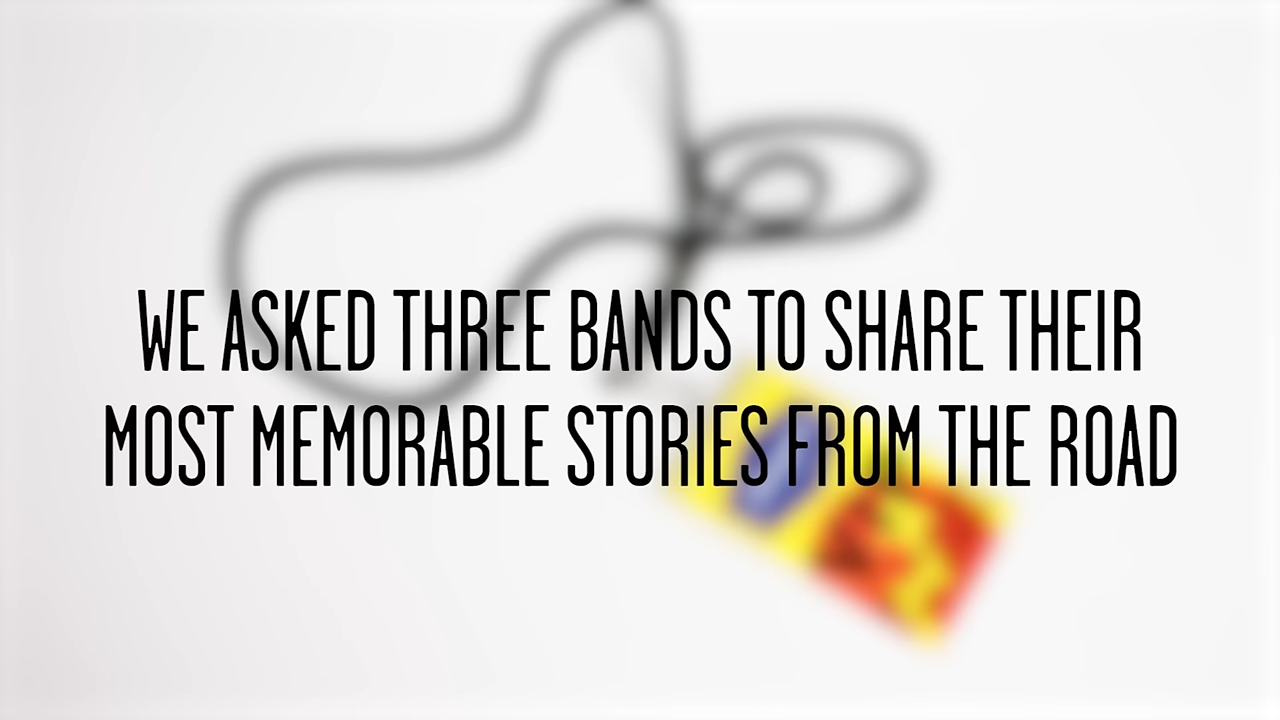 WE ASKED THREE BANDS TO SHARE THEIR
MOST MEMORABLE STORIES FROM THE ROAD